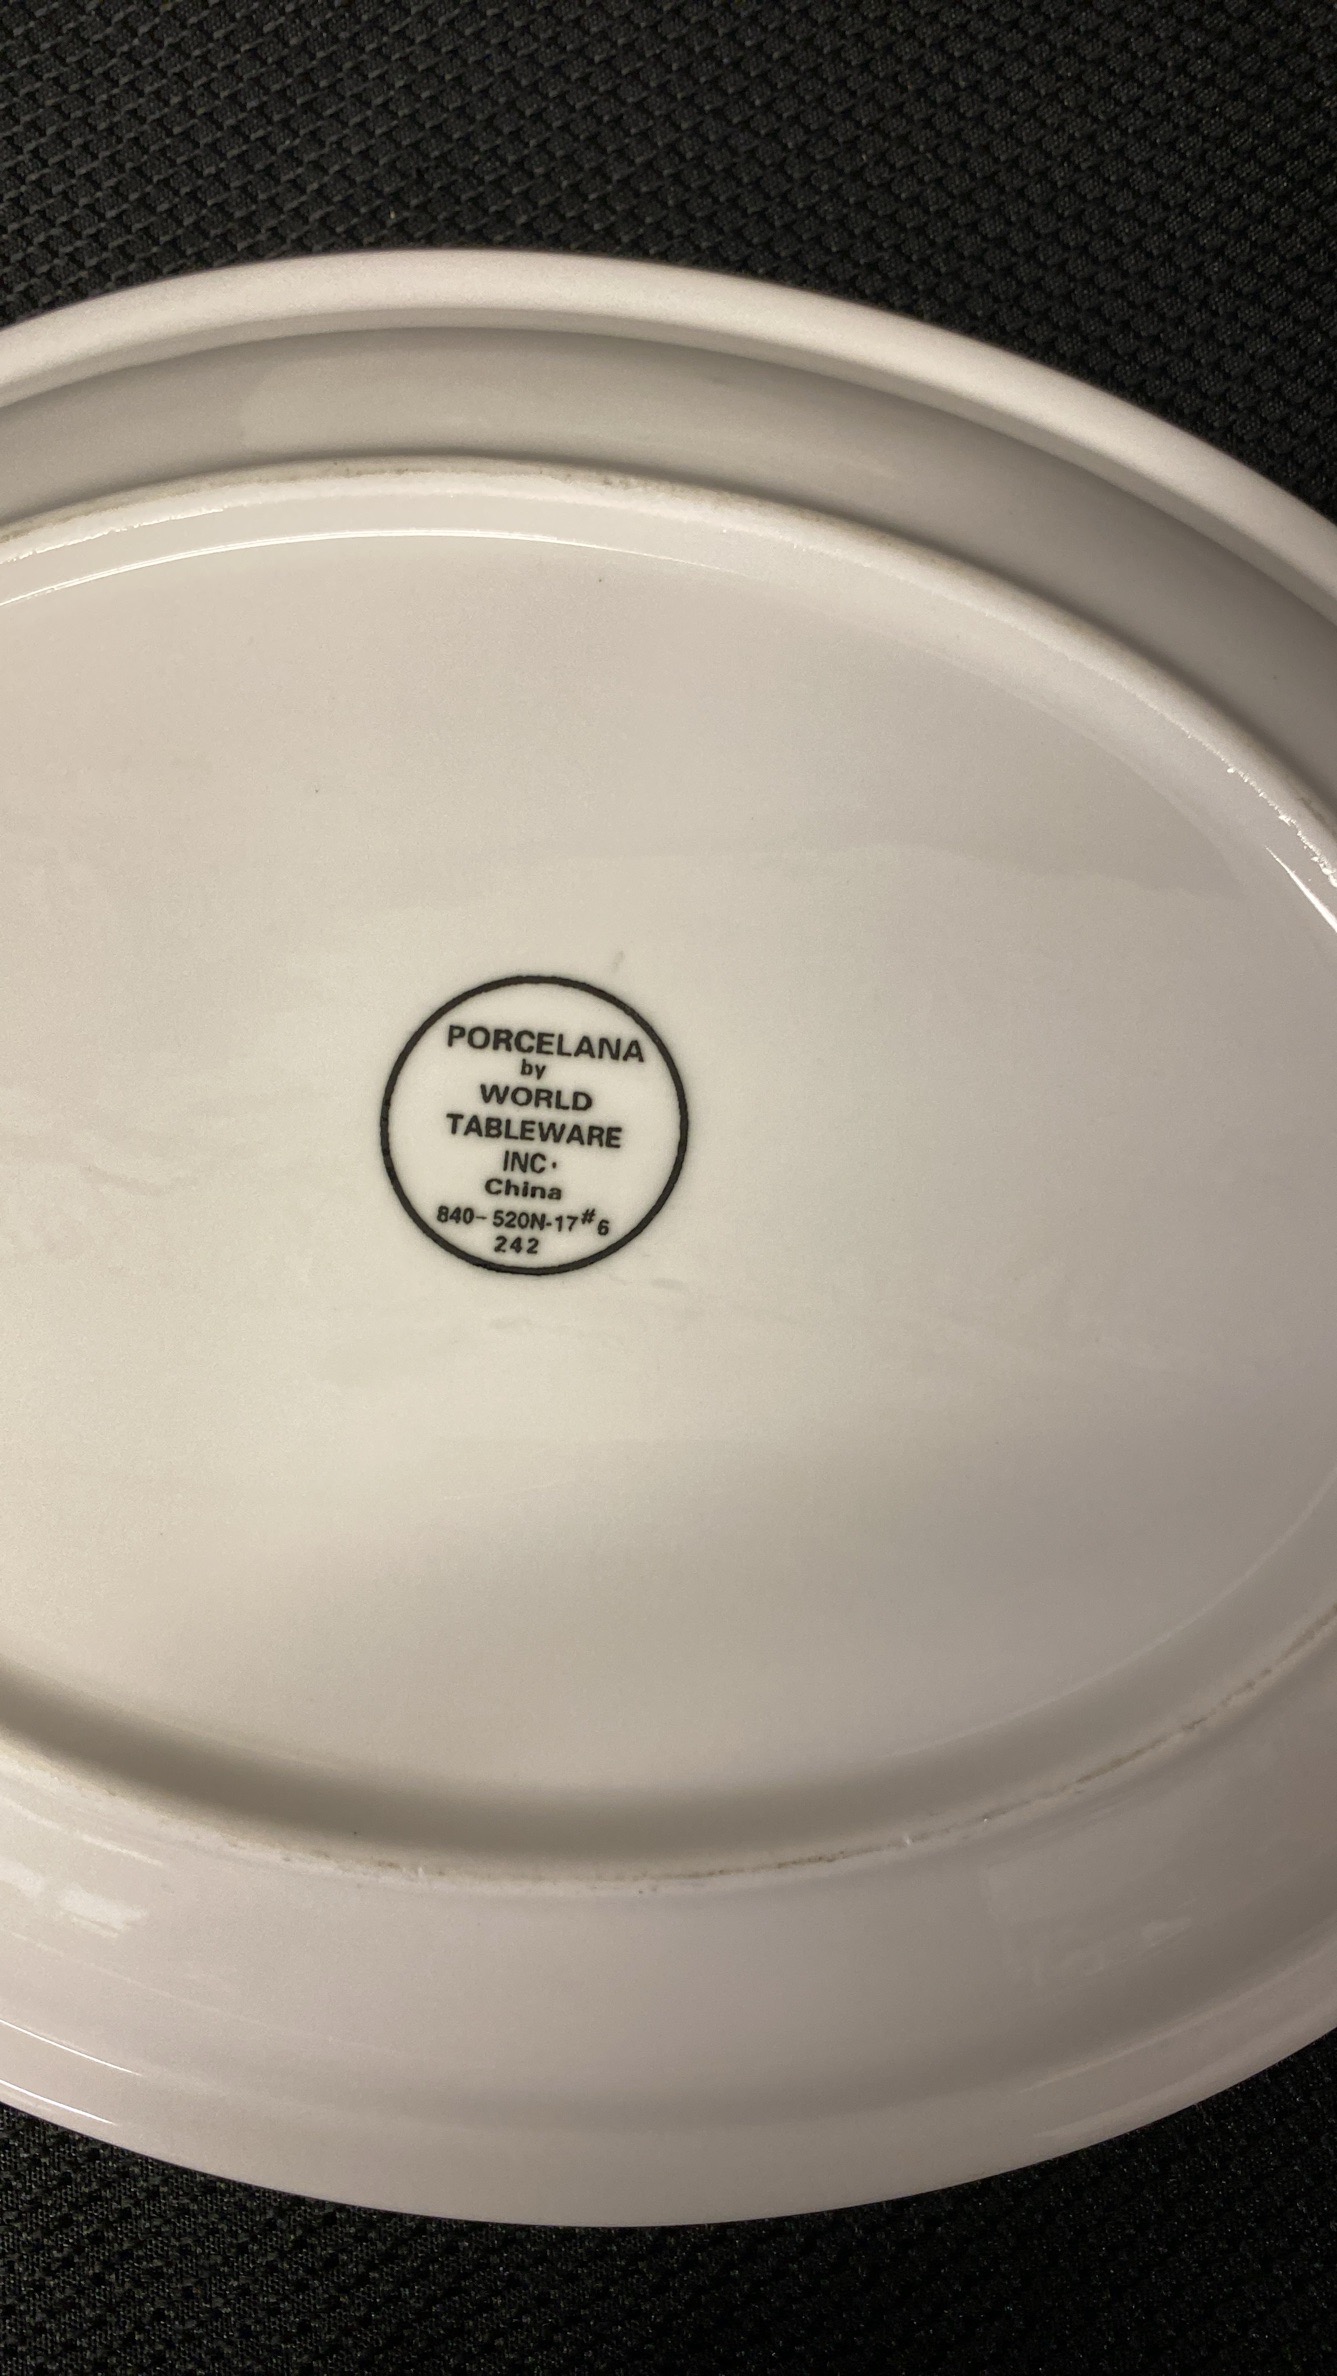 PORCELANA
by
WORLD
TABLEWARE
INC·
China
840-520N-17#6
242